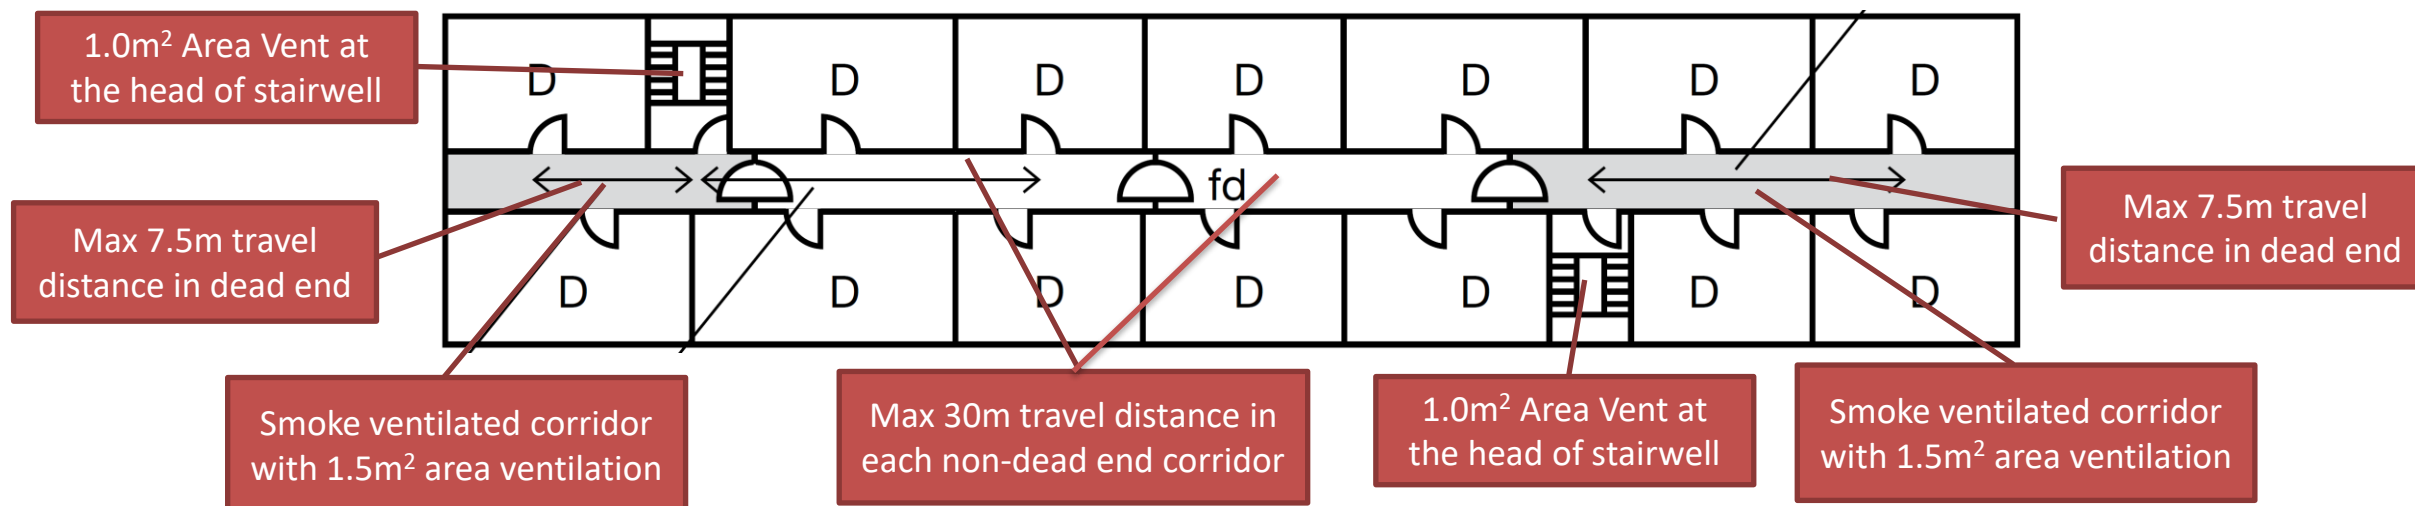 1.0m² Area Vent at
the head of stairwell
D
D
D
D
D
D
D
fd
Max 7.5m travel
distance in dead end
Max 7.5m travel
distance in dead end
D
D
D
D
D
D
D
Smoke ventilated corridor
with 1.5m² area ventilation
Max 30m travel distance in
each non-dead end corridor
1.0m² Area Vent at
the head of stairwell
Smoke ventilated corridor
with 1.5m² area ventilation